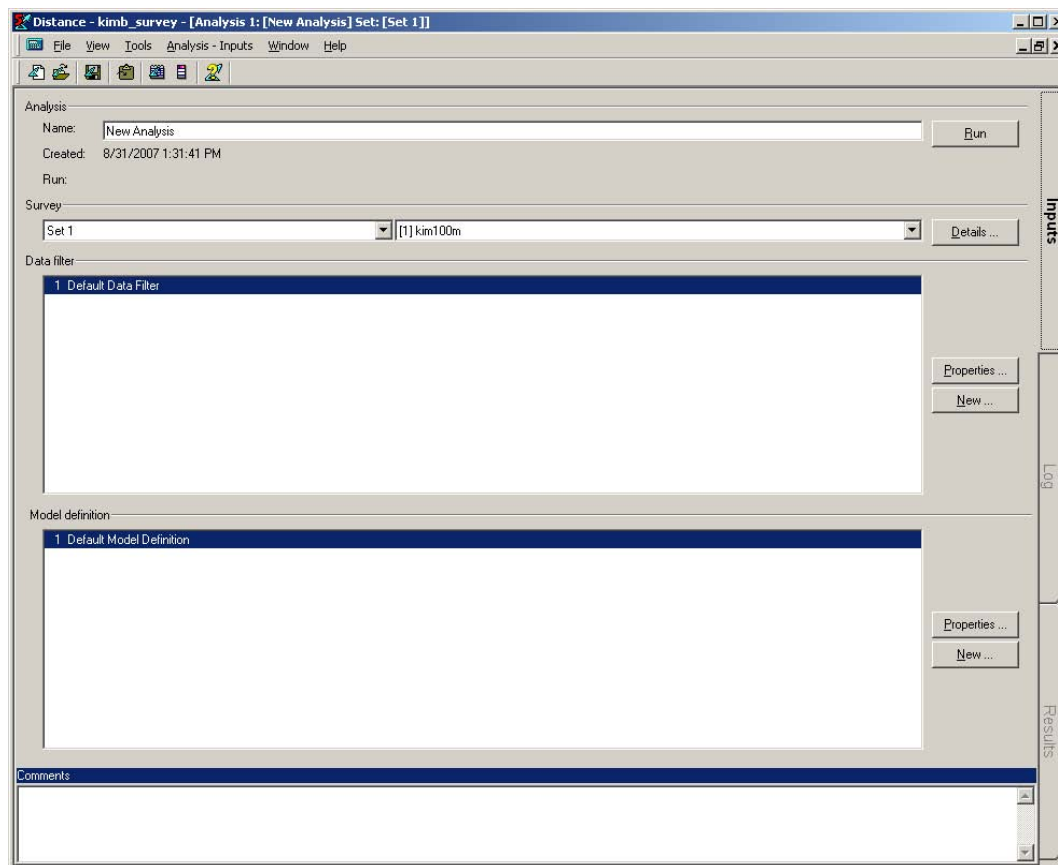 Distance - kimb_survey - [Analysis 1: [New Analysis] Set: [Set 1]]
File View Tools Analysis - Inputs Window Help
Analysis
Name: New Analysis Run
Created: 8/31/2007 1:31:41 PM
Run:
Survey
Set 1 [1] kim100m Details ...
Data filter
1 Default Data Filter
Properties ...
New ...
Model definition
1 Default Model Definition
Properties ...
New ...
Comments
Inputs
Log
Results